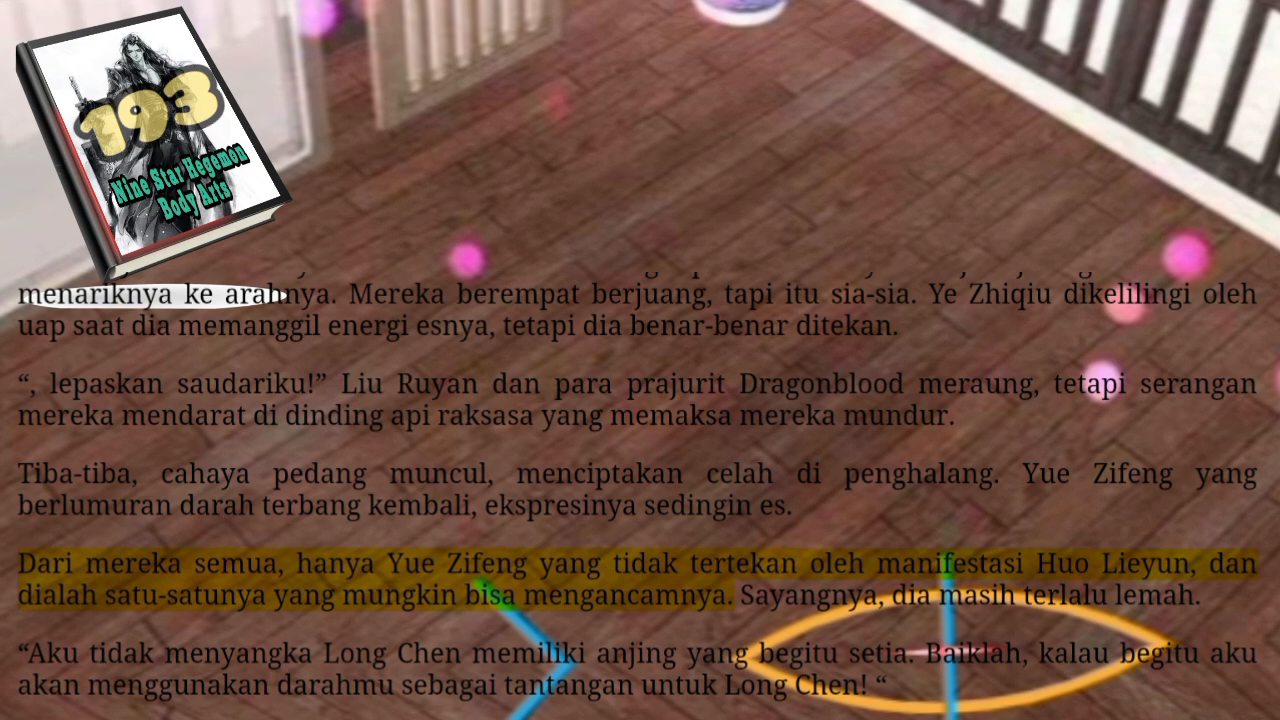 193
Nine Star Hegemon
Body Arts
menariknya ke arahnya. Mereka berempat berjuang, tapi itu sia-sia. Ye Zhiqiu dikelilingi oleh
uap saat dia memanggil energi esnya, tetapi dia benar-benar ditekan.
“, lepaskan saudariku!” Liu Ruyan dan para prajurit Dragonblood meraung, tetapi serangan
mereka mendarat di dinding api raksasa yang memaksa mereka mundur.
Tiba-tiba, cahaya pedang muncul, menciptakan celah di penghalang. Yue Zifeng yang
berlumuran darah terbang kembali, ekspresinya sedingin es.
Dari mereka semua, hanya Yue Zifeng yang tidak tertekan oleh manifestasi Huo Lieyun, dan
dialah satu-satunya yang mungkin bisa mengancamnya. Sayangnya, dia masih terlalu lemah.
“Aku tidak menyangka Long Chen memiliki anjing yang begitu setia. Baiklah, kalau begitu aku
akan menggunakan darahmu sebagai tantangan untuk Long Chen! “